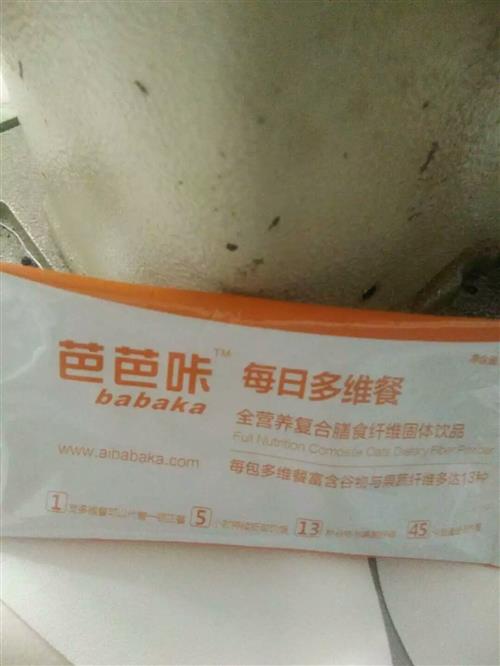 芭芭咔™ 每日多维餐
babaka
全营养复合膳食纤维固体饮品
Full Nutrition Composite Oats Dietary Fiber Powder
www.aibabaka.com
每包多维餐富含谷物与果蔬纤维多达13种
1
5
13
45